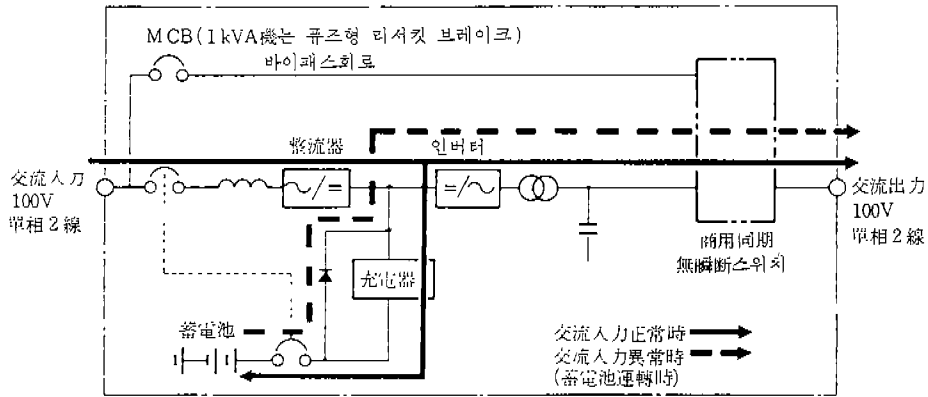 MCB(1kVA機는 퓨즈형 리서킷 브레이크)
바이패스회로
整流器
인버터
交流入力
100V
單相2線
交流出力
100V
單相2線
商用同期
無瞬断스위치
充電器
蓄電池
交流入力正常時
交流入力異常時
(蓄電池運轉時)